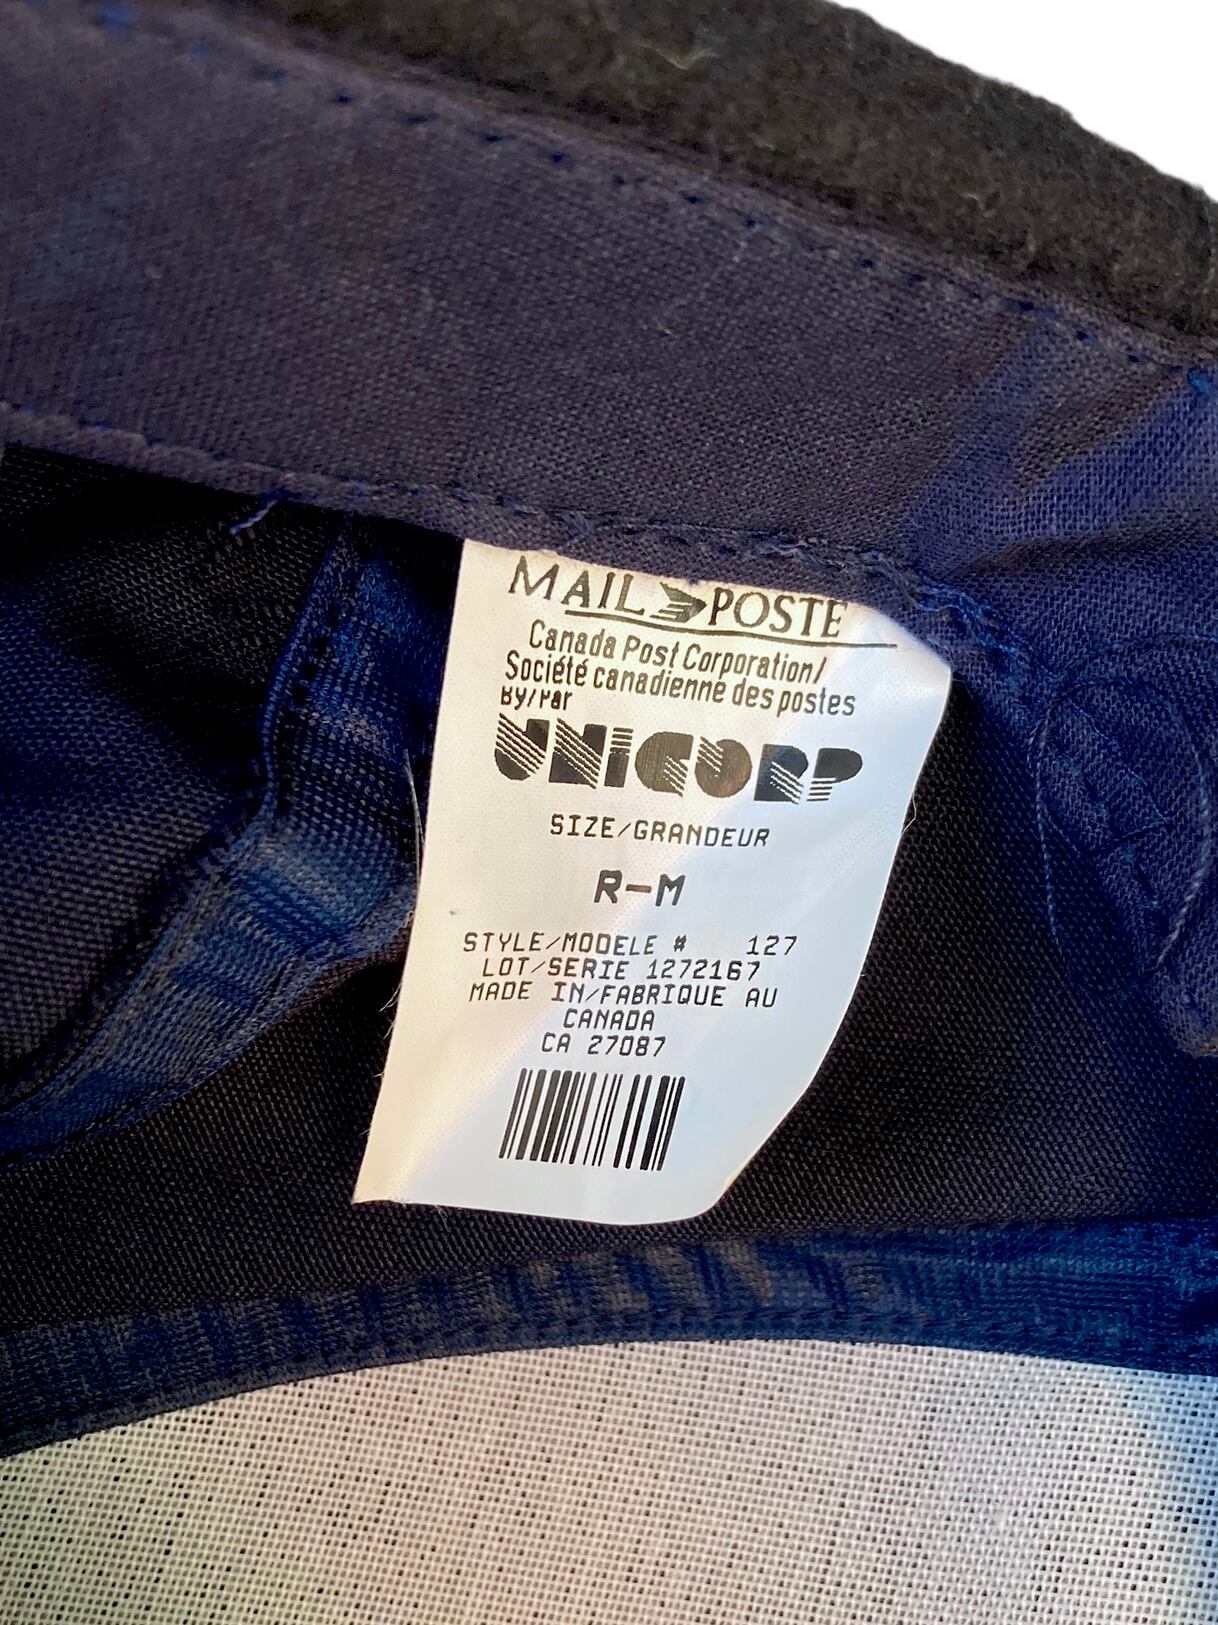 MAIL POSTE
Canada Post Corporation/
Société canadienne des postes
By/Par
UNICORP
SIZE/GRANDEUR
R-M
STYLE/MODELE # 127
LOT/SERIE 1272167
MADE IN/FABRIQUE AU
CANADA
CA 27087